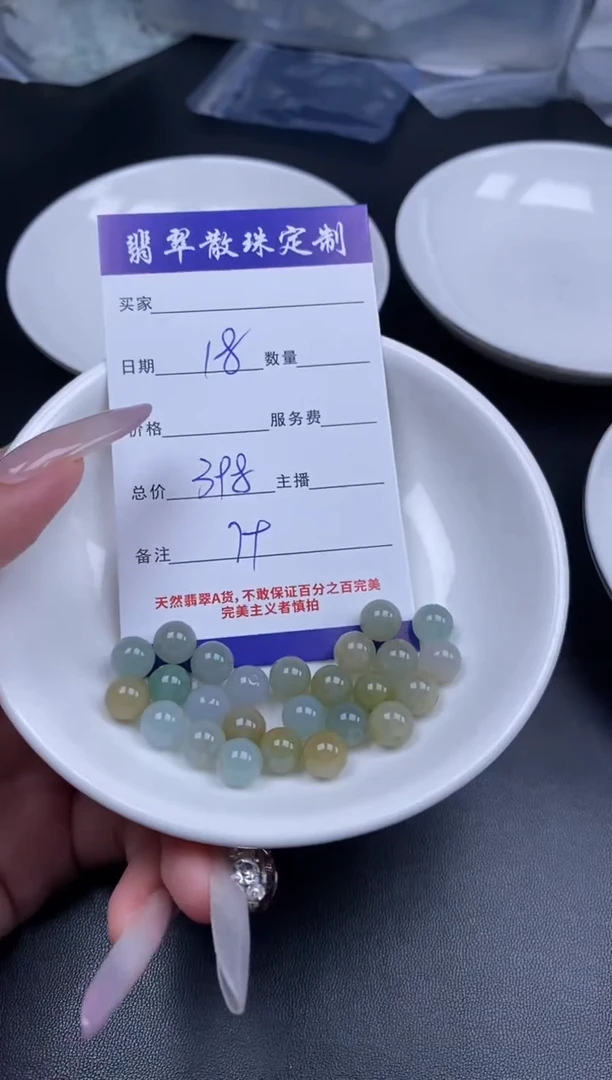 翡翠散珠定制
买家
日期 18 数量
价格 服务费
总价 398 主播
备注
天然翡翠A货,不敢保证百分之百完美
完美主义者慎拍